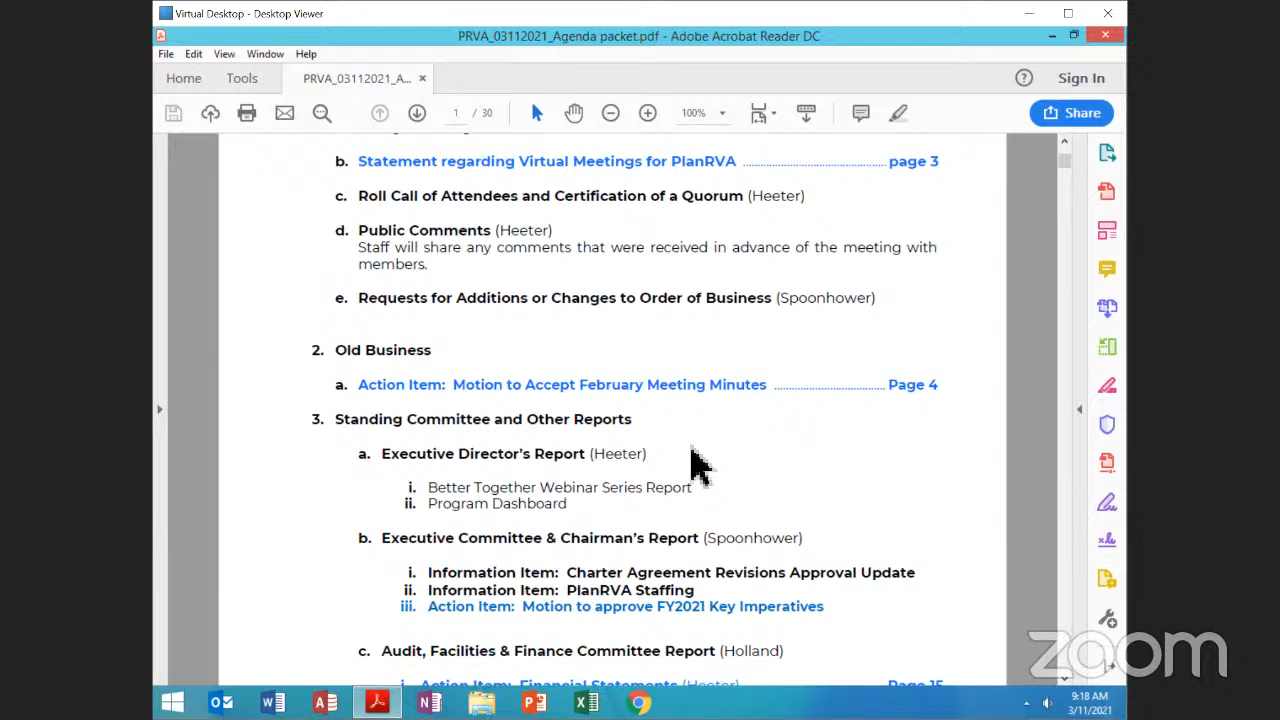 Virtual Desktop - Desktop Viewer
PRVA_03112021_Agenda packet.pdf - Adobe Acrobat Reader DC
File Edit View Window Help
Home Tools PRVA_03112021_A... × Sign In
1 / 30 100% Share
b. Statement regarding Virtual Meetings for PlanRVA page 3
c. Roll Call of Attendees and Certification of a Quorum (Heeter)
d. Public Comments (Heeter)
Staff will share any comments that were received in advance of the meeting with
members.
e. Requests for Additions or Changes to Order of Business (Spoonhower)
2. Old Business
a. Action Item: Motion to Accept February Meeting Minutes Page 4
3. Standing Committee and Other Reports
a. Executive Director's Report (Heeter)
i. Better Together Webinar Series Report
ii. Program Dashboard
b. Executive Committee & Chairman's Report (Spoonhower)
i. Information Item: Charter Agreement Revisions Approval Update
ii. Information Item: PlanRVA Staffing
iii. Action Item: Motion to approve FY2021 Key Imperatives
c. Audit, Facilities & Finance Committee Report (Holland)
i. Action Item: Financial Statements (Heeter) Page 15
zoom
9:18 AM
3/11/2021